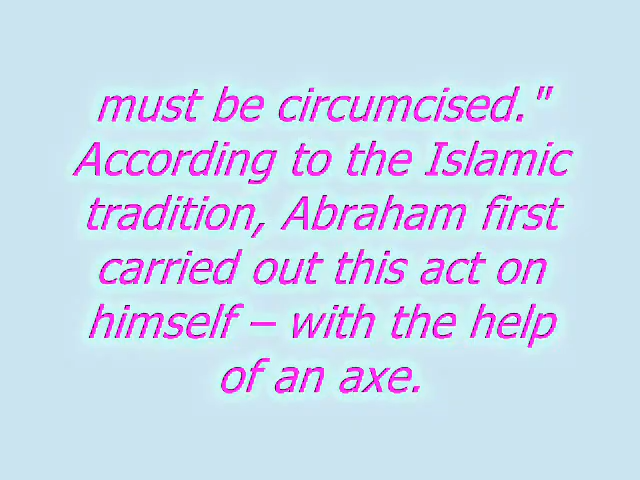 must be circumcised."
According to the Islamic
tradition, Abraham first
carried out this act on
himself – with the help
of an axe.